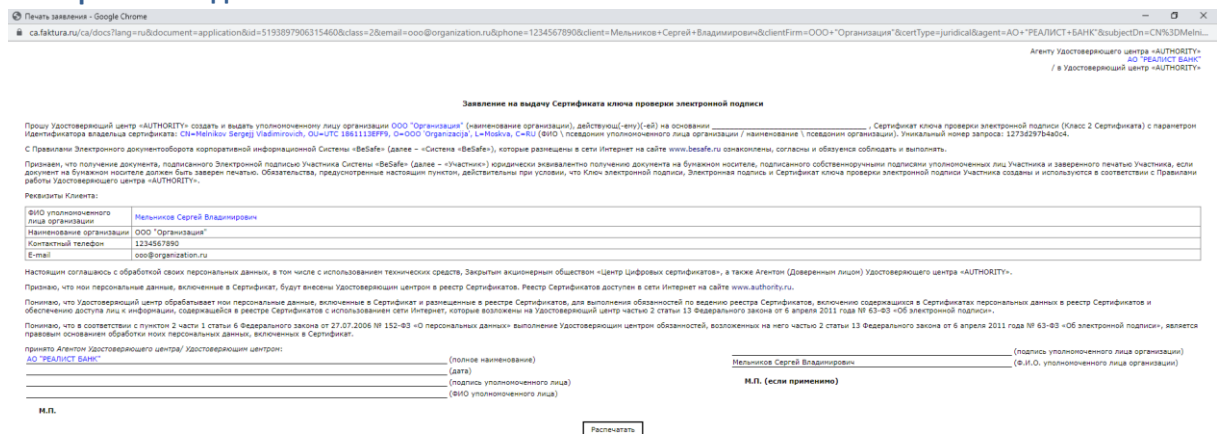 Печать заявления - Google Chrome
ca.faktura.ru/ca/docs?lang=ru&document=application&id=5193897906315460&class=2&email=ooo@organization.ru&phone=1234567890&client=Мельников+Сергей+Владимирович&clientFirm=ООО+"Организация"&certType=juridical&agent=АО+"РЕАЛИСТ+БАНК"&subjectDn=CN%3DMelni...
Агенту Удостоверяющего центра «AUTHORITY»
АО "РЕАЛИСТ БАНК"
/ в Удостоверяющий центр «AUTHORITY»
Заявление на выдачу Сертификата ключа проверки электронной подписи
Прошу Удостоверяющий центр «AUTHORITY» создать и выдать уполномоченному лицу организации ООО "Организация" (наименование организации), действующ(-ему)(-ей) на основании ____________________ , Сертификат ключа проверки электронной подписи (Класс 2 Сертификата) с параметром
Идентификатора владельца сертификата: CN=Melnikov Sergejj Vladimirovich, OU=UTC 1861113EFF9, O=OOO 'Organizacija', L=Moskva, C=RU (ФИО \ псевдоним уполномоченного лица организации / наименование \ псевдоним организации). Уникальный номер запроса: 1273d297b4a0c4.
С Правилами Электронного документооборота корпоративной информационной Системы «BeSafe» (далее – «Система «BeSafe»), которые размещены в сети Интернет на сайте www.besafe.ru ознакомлены, согласны и обязуемся соблюдать и выполнять.
Признаем, что получение документа, подписанного Электронной подписью Участника Системы «BeSafe» (далее – «Участник») юридически эквивалентно получению документа на бумажном носителе, подписанного собственноручными подписями уполномоченных лиц Участника и заверенного печатью Участника, если
документ на бумажном носителе должен быть заверен печатью. Обязательства, предусмотренные настоящим пунктом, действительны при условии, что Ключ электронной подписи, Электронная подпись и Сертификат ключа проверки электронной подписи Участника созданы и используются в соответствии с Правилами
работы Удостоверяющего центра «AUTHORITY».
Реквизиты Клиента:
ФИО уполномоченного
лица организации Мельников Сергей Владимирович
Наименование организации ООО "Организация"
Контактный телефон 1234567890
E-mail ooo@organization.ru
Настоящим соглашаюсь с обработкой своих персональных данных, в том числе с использованием технических средств, Закрытым акционерным обществом «Центр Цифровых сертификатов», а также Агентом (Доверенным лицом) Удостоверяющего центра «AUTHORITY».
Признаю, что мои персональные данные, включенные в Сертификат, будут внесены Удостоверяющим центром в реестр Сертификатов. Реестр Сертификатов доступен в сети Интернет на сайте www.authority.ru.
Понимаю, что Удостоверяющий центр обрабатывает мои персональные данные, включенные в Сертификат и размещенные в реестре Сертификатов, для выполнения обязанностей по ведению реестра Сертификатов, включению содержащихся в Сертификатах персональных данных в реестр Сертификатов и
обеспечению доступа лиц к информации, содержащейся в реестре Сертификатов с использованием сети Интернет, которые возложены на Удостоверяющий центр частью 2 статьи 13 Федерального закона от 6 апреля 2011 года № 63-ФЗ «Об электронной подписи».
Понимаю, что в соответствии с пунктом 2 части 1 статьи 6 Федерального закона от 27.07.2006 № 152-ФЗ «О персональных данных» выполнение Удостоверяющим центром обязанностей, возложенных на него частью 2 статьи 13 Федерального закона от 6 апреля 2011 года № 63-ФЗ «Об электронной подписи», является
правовым основанием обработки моих персональных данных, включенных в Сертификат.
принято Агентом Удостоверяющего центра/ Удостоверяющим центром:
АО "РЕАЛИСТ БАНК" (полное наименование)
(дата)
(подпись уполномоченного лица)
(ФИО уполномоченного лица)
М.П.
(подпись уполномоченного лица организации)
Мельников Сергей Владимирович (Ф.И.О. уполномоченного лица организации)
М.П. (если применимо)
Распечатать